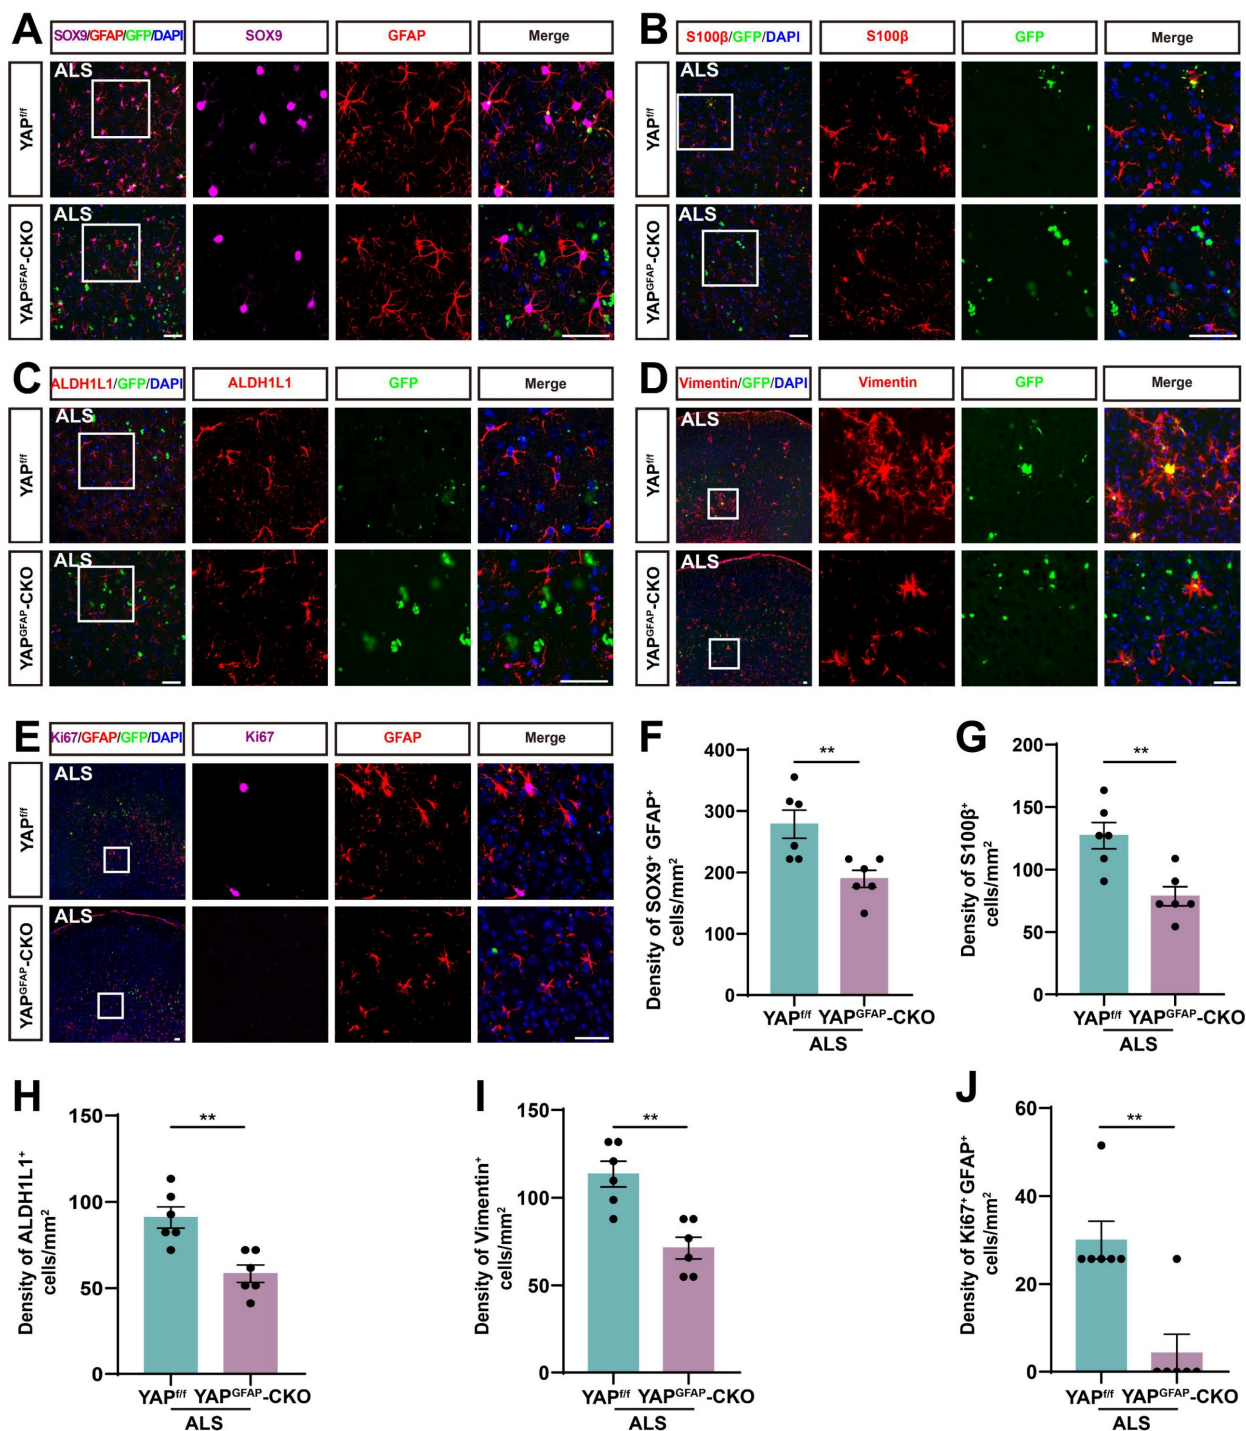 A
SOX9/GFAP/GFP/DAPI
SOX9
GFAP
Merge
YAPf/f
ALS
YAPGFAP-CKO
ALS
B
S100β/GFP/DAPI
S100β
GFP
Merge
YAPf/f
ALS
YAPGFAP-CKO
ALS
C
ALDH1L1/GFP/DAPI
ALDH1L1
GFP
Merge
YAPf/f
ALS
YAPGFAP-CKO
ALS
D
Vimentin/GFP/DAPI
Vimentin
GFP
Merge
YAPf/f
ALS
YAPGFAP-CKO
ALS
E
Ki67/GFAP/GFP/DAPI
Ki67
GFAP
Merge
YAPf/f
ALS
YAPGFAP-CKO
ALS
F
Density of SOX9+ GFAP+
cells/mm2
400
300
200
100
0
**
YAPf/f YAPGFAP-CKO
ALS
G
Density of S100β+
cells/mm2
200
150
100
50
0
**
YAPf/f YAPGFAP-CKO
ALS
H
Density of ALDH1L1+
cells/mm2
150
100
50
0
**
YAPf/f YAPGFAP-CKO
ALS
I
Density of Vimentin+
cells/mm2
150
100
50
0
**
YAPf/f YAPGFAP-CKO
ALS
J
Density of Ki67+ GFAP+
cells/mm2
60
40
20
0
**
YAPf/f YAPGFAP-CKO
ALS